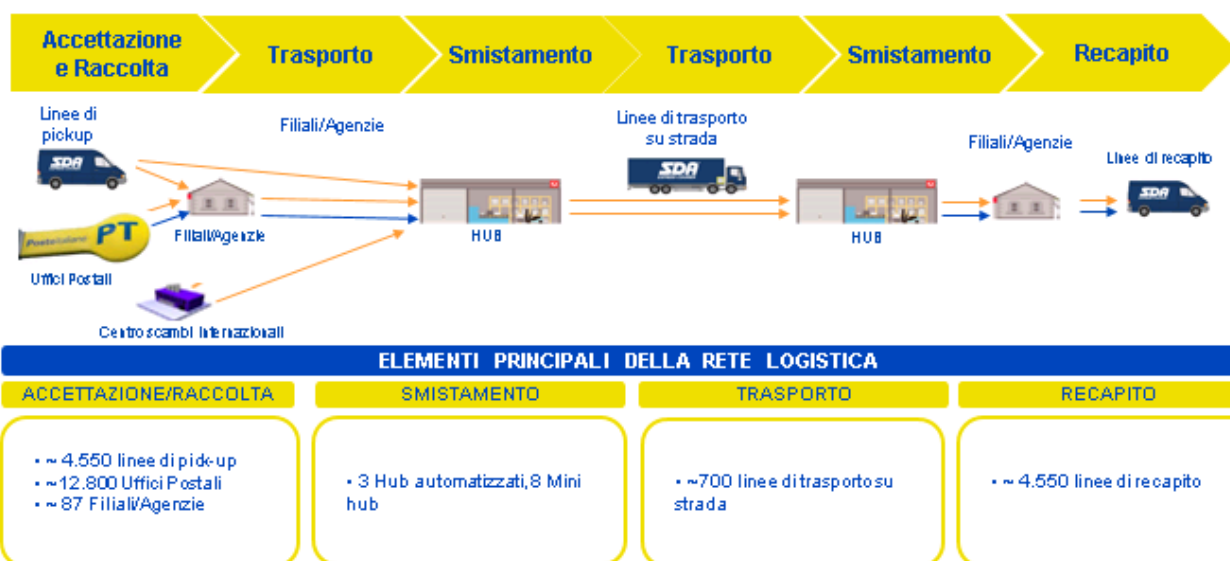 Accettazione
e Raccolta
Trasporto
Smistamento
Trasporto
Smistamento
Recapito
Linee di
pickup
Filiali/Agenzie
Linee di trasporto
su strada
Filiali/Agenzie
Linee di recapito
SDA
SDA
SDA
Posteitaliane PT
Filiali/Agenzie
HUB
HUB
Uffici Postali
Centro scambi Internazionali
ELEMENTI PRINCIPALI DELLA RETE LOGISTICA
ACCETTAZIONE/RACCOLTA
SMISTAMENTO
TRASPORTO
RECAPITO
• ~ 4.550 linee di pick-up
• ~12.800 Uffici Postali
• ~ 87 Filiali/Agenzie
• 3 Hub automatizzati, 8 Mini
hub
• ~700 linee di trasporto su
strada
• ~ 4.550 linee di recapito